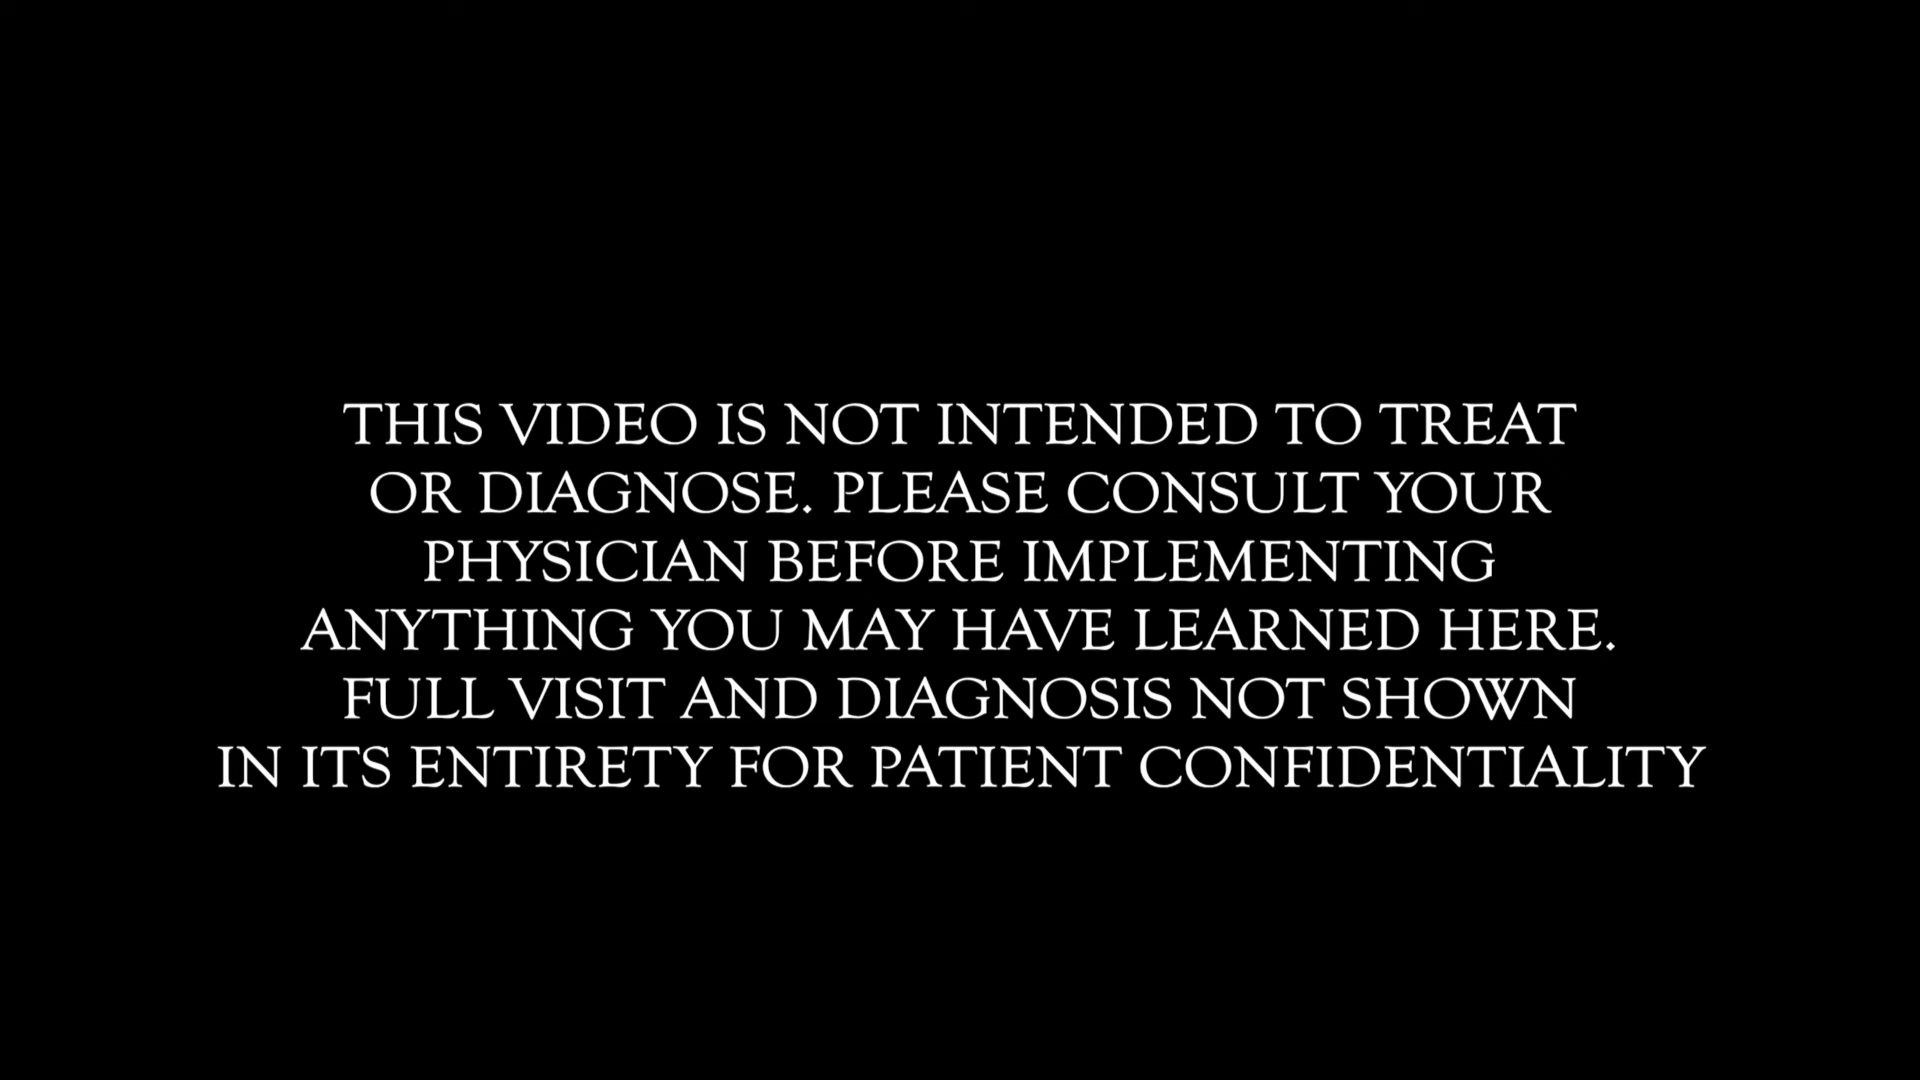 THIS VIDEO IS NOT INTENDED TO TREAT
OR DIAGNOSE. PLEASE CONSULT YOUR
PHYSICIAN BEFORE IMPLEMENTING
ANYTHING YOU MAY HAVE LEARNED HERE.
FULL VISIT AND DIAGNOSIS NOT SHOWN
IN ITS ENTIRETY FOR PATIENT CONFIDENTIALITY